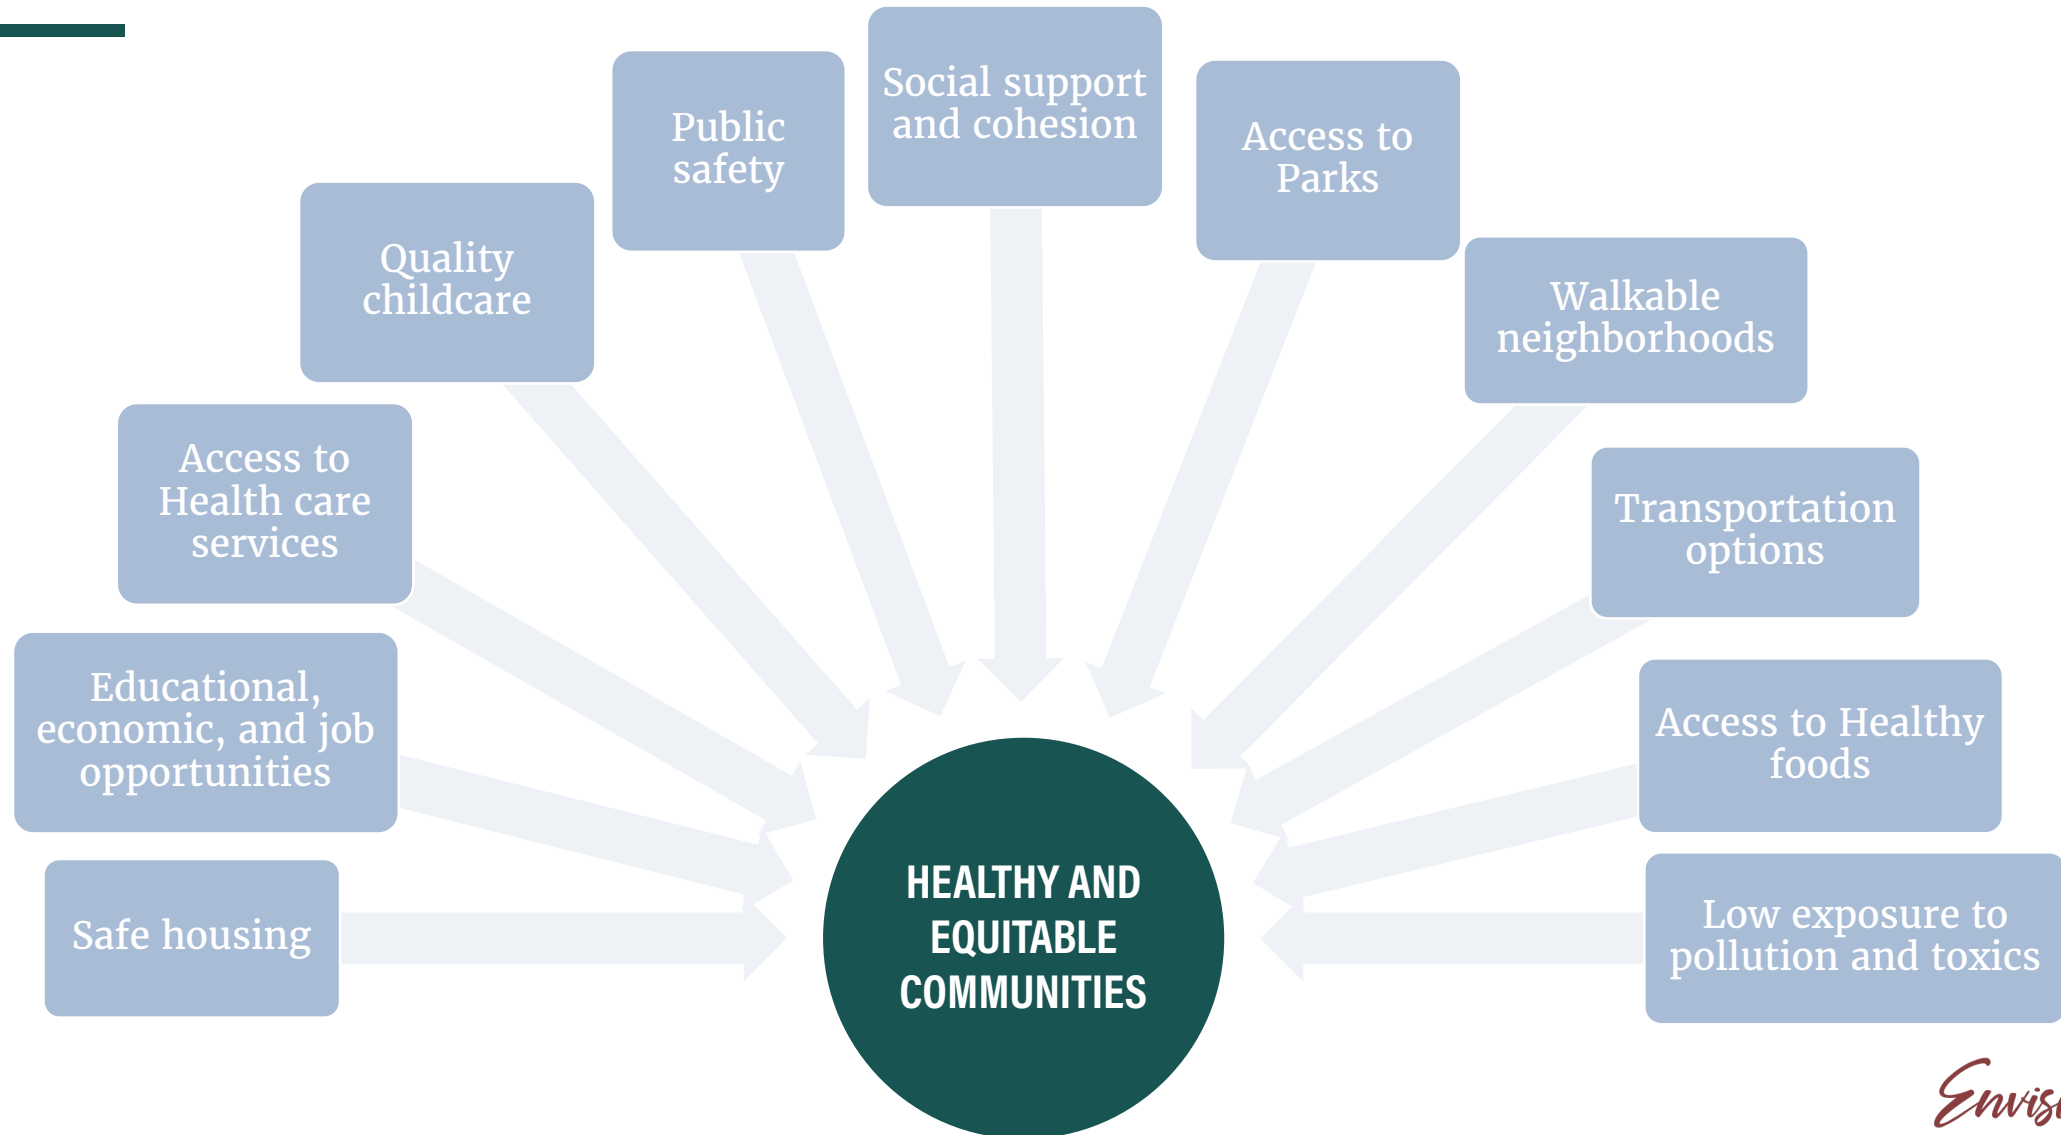 Social support
and cohesion
Public
safety
Access to
Parks
Quality
childcare
Walkable
neighborhoods
Access to
Health care
services
Transportation
options
Educational,
economic, and job
opportunities
Access to Healthy
foods
Safe housing
Low exposure to
pollution and toxics
HEALTHY AND
EQUITABLE
COMMUNITIES